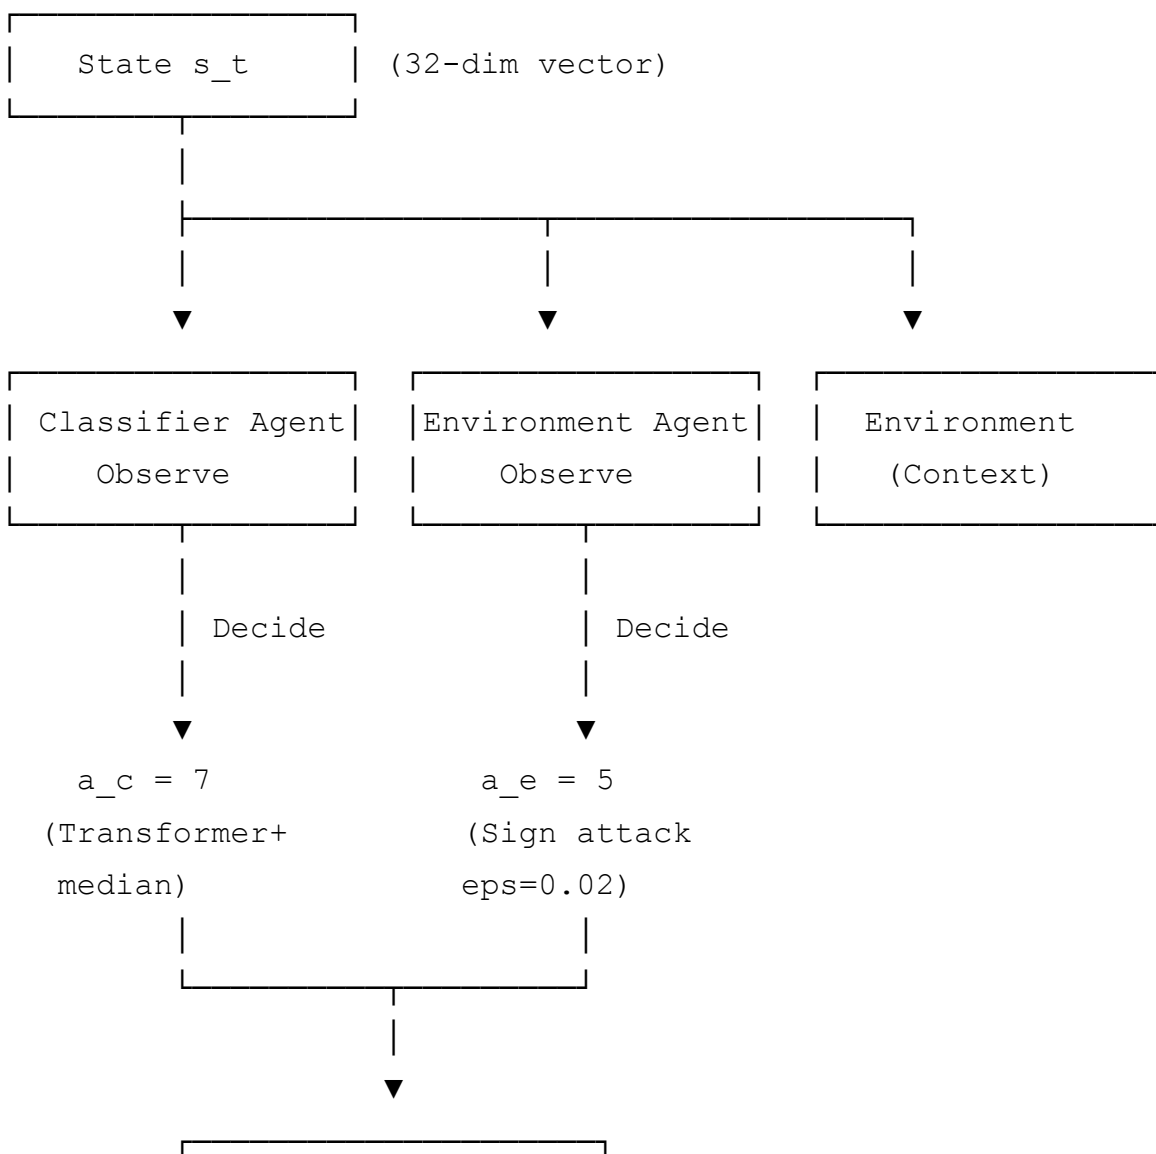 State s_t (32-dim vector)
Classifier Agent Environment Agent Environment
Observe Observe (Context)
Decide Decide
a_c = 7 a_e = 5
(Transformer+ (Sign attack
median) eps=0.02)